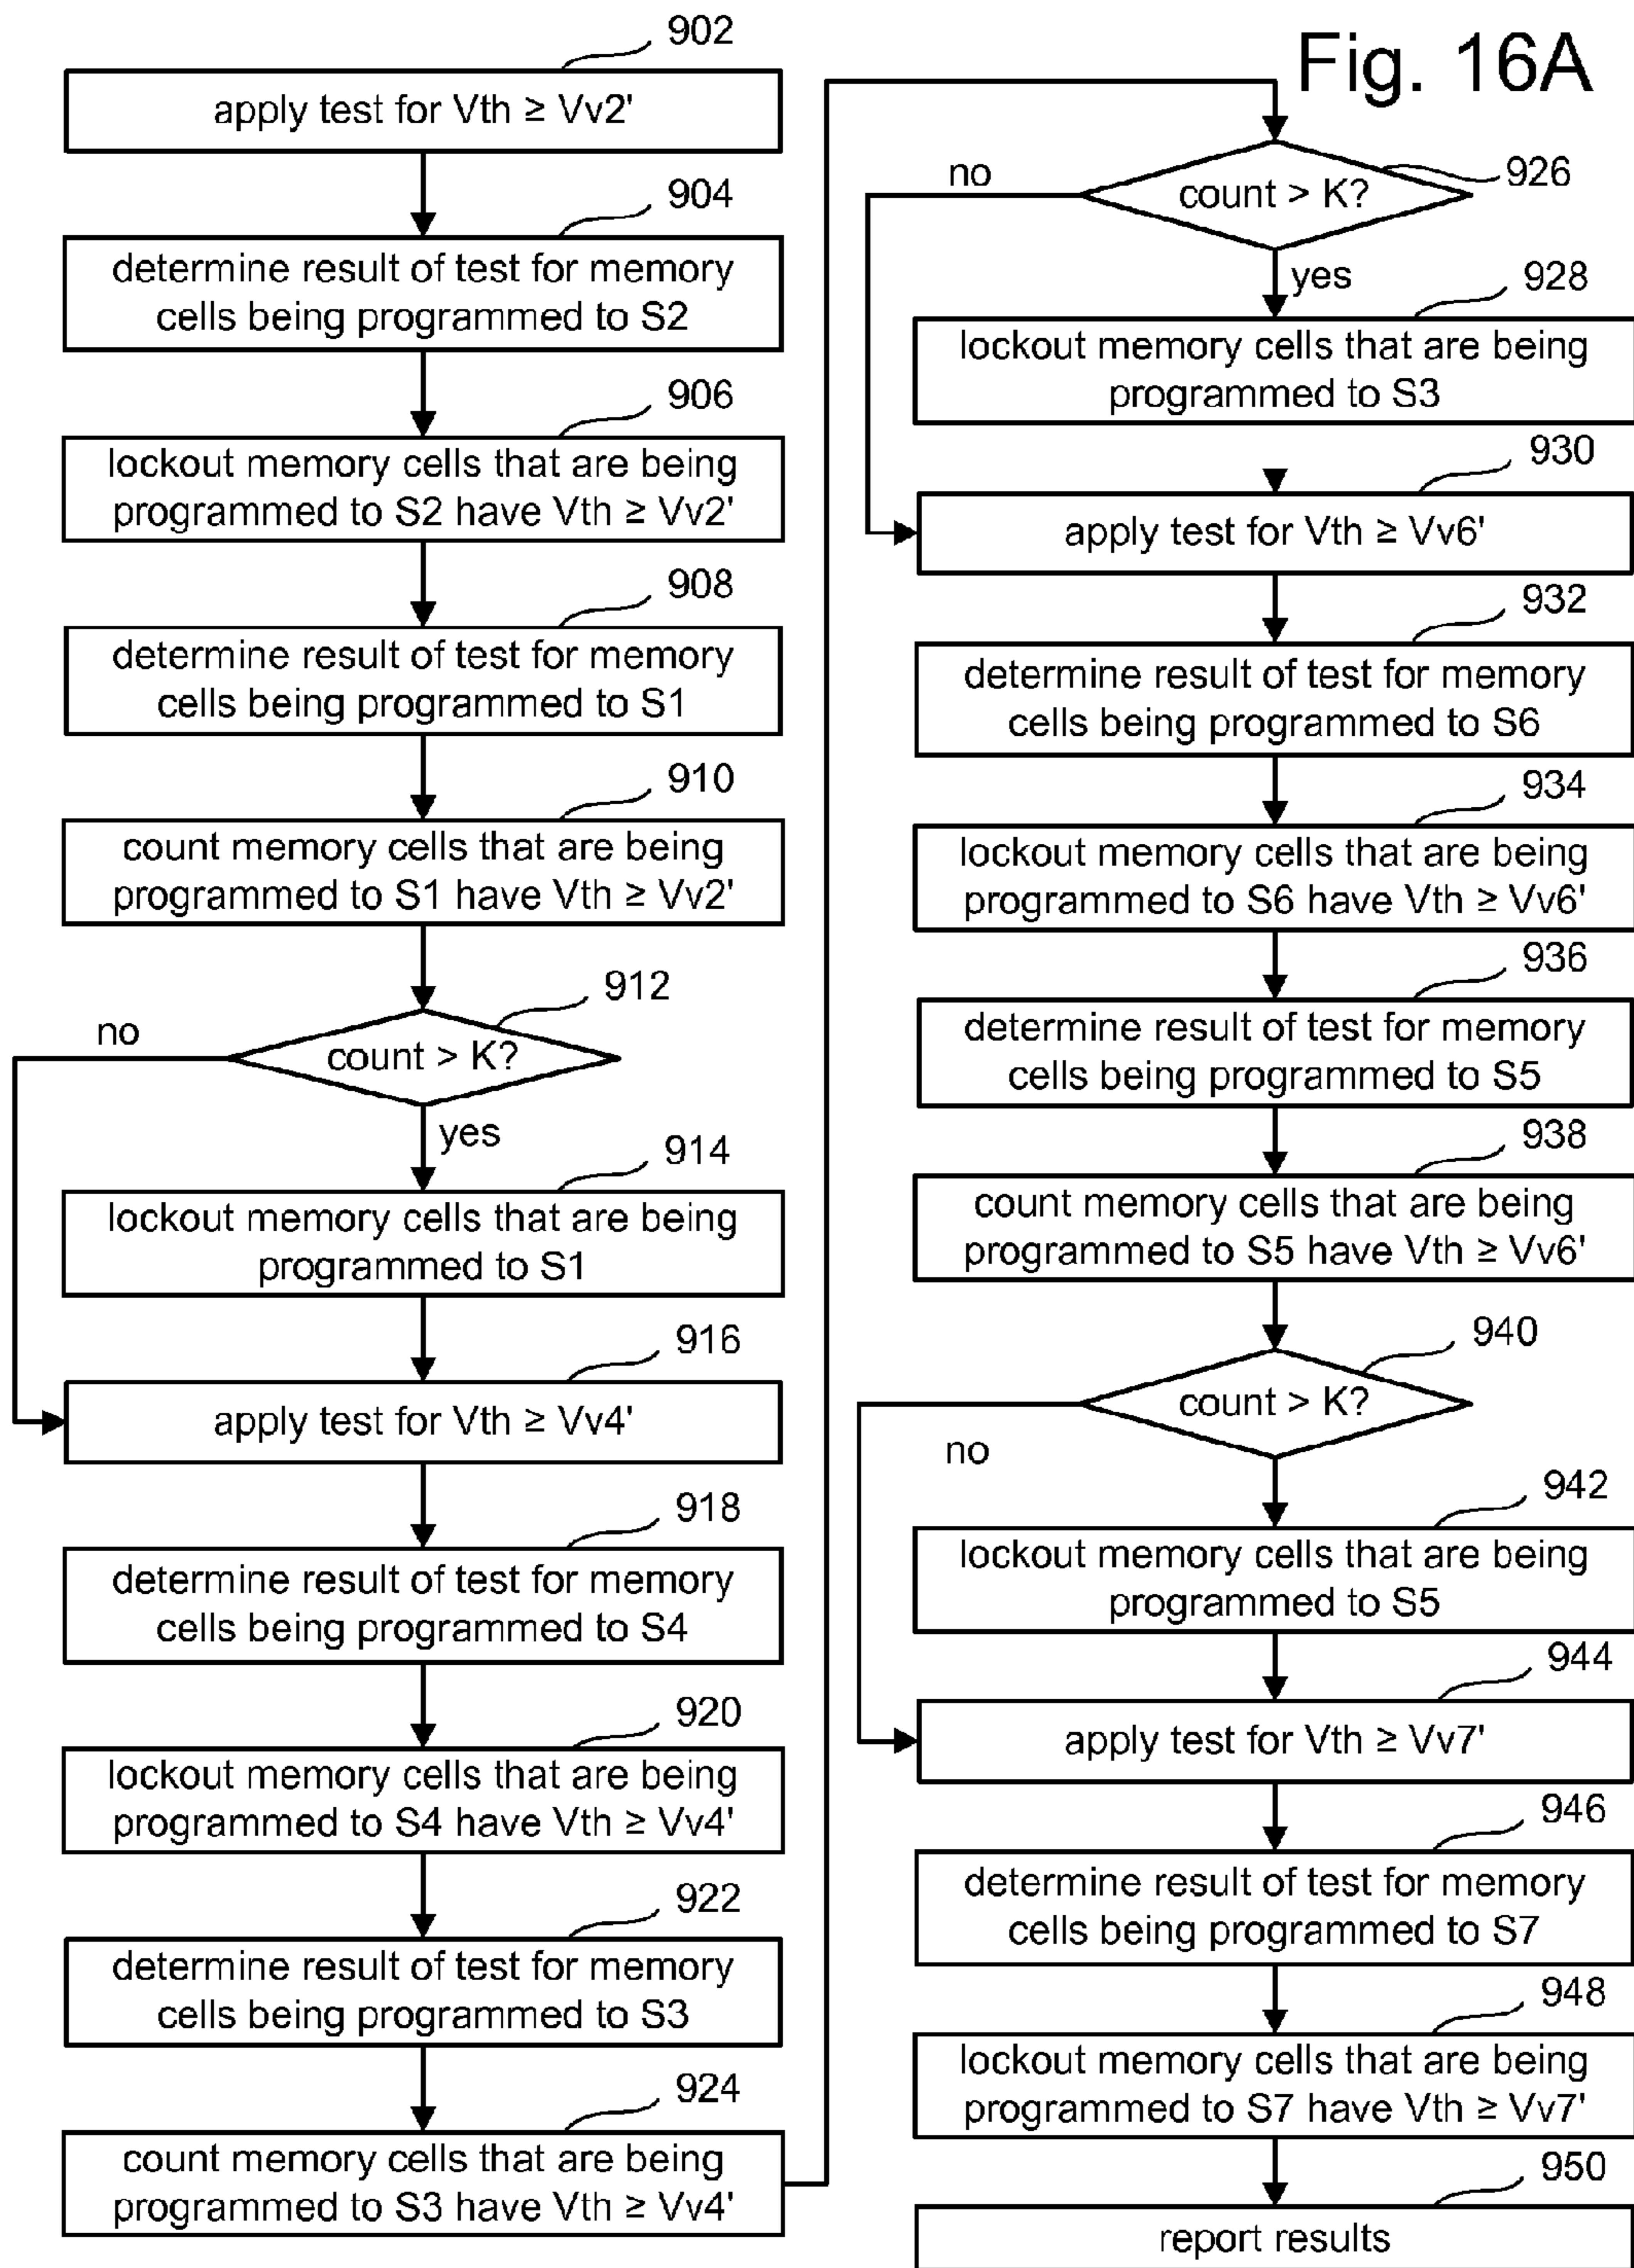 Fig. 16A
902
apply test for Vth ≥ Vv2'
904
determine result of test for memory
cells being programmed to S2
906
lockout memory cells that are being
programmed to S2 have Vth ≥ Vv2'
908
determine result of test for memory
cells being programmed to S1
910
count memory cells that are being
programmed to S1 have Vth ≥ Vv2'
912
no
count > K?
yes
914
lockout memory cells that are being
programmed to S1
916
apply test for Vth ≥ Vv4'
918
determine result of test for memory
cells being programmed to S4
920
lockout memory cells that are being
programmed to S4 have Vth ≥ Vv4'
922
determine result of test for memory
cells being programmed to S3
924
count memory cells that are being
programmed to S3 have Vth ≥ Vv4'
no
count > K?
926
yes
928
lockout memory cells that are being
programmed to S3
930
apply test for Vth ≥ Vv6'
932
determine result of test for memory
cells being programmed to S6
934
lockout memory cells that are being
programmed to S6 have Vth ≥ Vv6'
936
determine result of test for memory
cells being programmed to S5
938
count memory cells that are being
programmed to S5 have Vth ≥ Vv6'
940
count > K?
no
942
lockout memory cells that are being
programmed to S5
944
apply test for Vth ≥ Vv7'
946
determine result of test for memory
cells being programmed to S7
948
lockout memory cells that are being
programmed to S7 have Vth ≥ Vv7'
950
report results